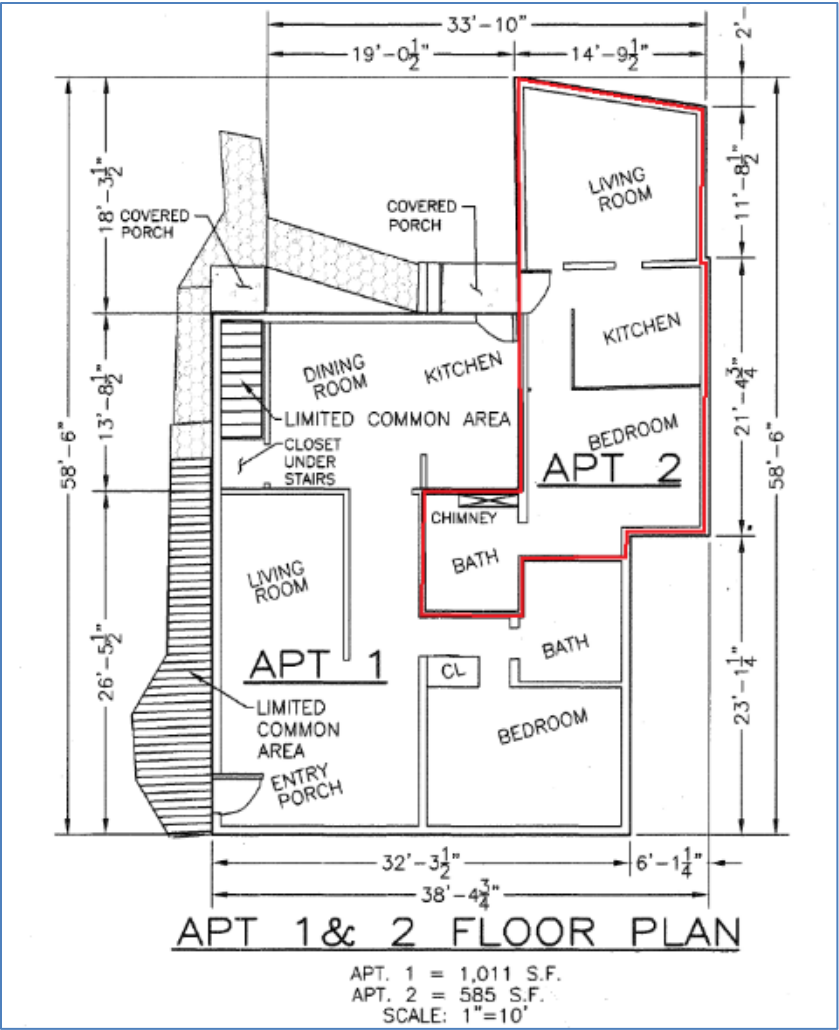 33'-10"
19'-0½"
14'-9½"
2'-
18'-3½"
11'-8½"
LIVING
ROOM
COVERED
PORCH
COVERED
PORCH
KITCHEN
DINING
ROOM
KITCHEN
13'-8½"
21'-4¾"
58'-6"
58'-6"
LIMITED COMMON AREA
BEDROOM
CLOSET
UNDER
STAIRS
APT 2
CHIMNEY
BATH
LIVING
ROOM
26'-5½"
BATH
APT 1
CL
23'-1¼"
LIMITED
COMMON
AREA
BEDROOM
ENTRY
PORCH
32'-3½"
6'-1¼"
38'-4¾"
APT 1& 2 FLOOR PLAN
APT. 1 = 1,011 S.F.
APT. 2 = 585 S.F.
SCALE: 1"=10'